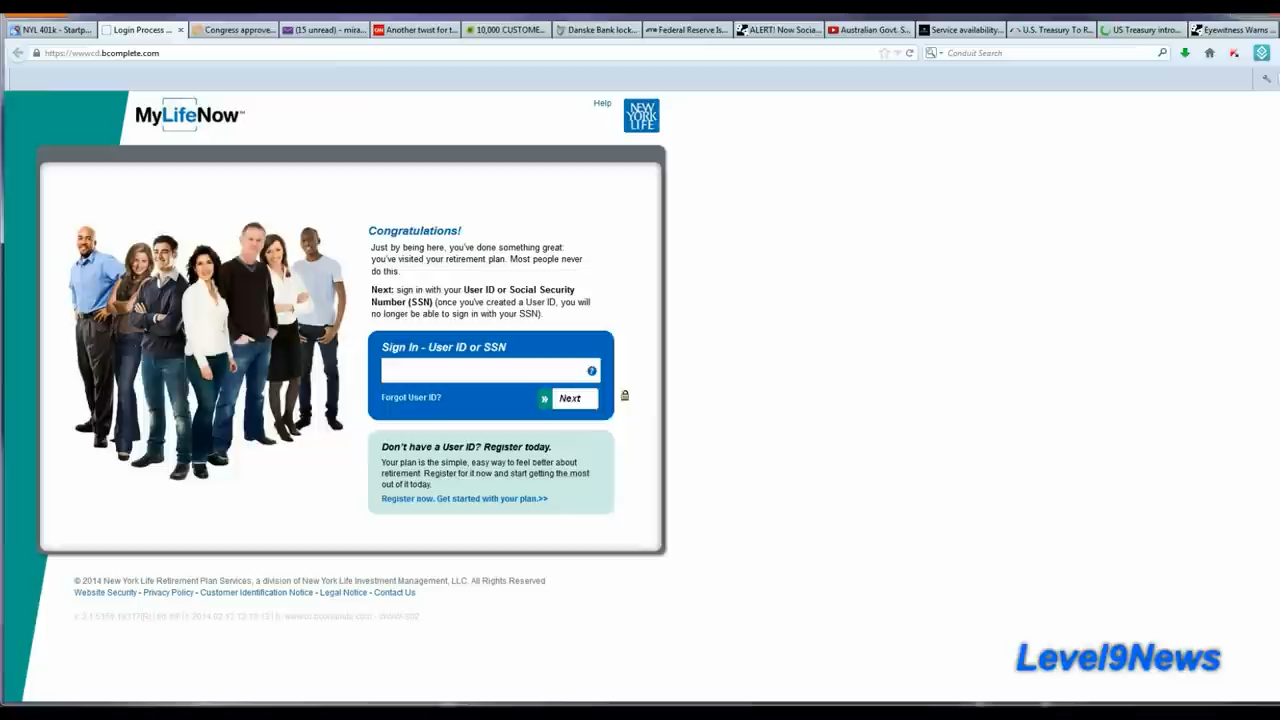 NYL 401k - Startp...
Login Process ...
Congress approve...
(15 unread) - mira...
Another twist for t...
10,000 CUSTOME...
Danske Bank lock...
Federal Reserve Is...
ALERT! Now Socia...
Australian Govt. S...
Service availability...
U.S. Treasury To R...
US Treasury intro...
Eyewitness Warns ...
https://wwwcd.bcomplete.com
Conduit Search
MyLifeNow™
Help
NEW
YORK
LIFE
Congratulations!
Just by being here, you've done something great:
you've visited your retirement plan. Most people never
do this.
Next: sign in with your User ID or Social Security
Number (SSN) (once you've created a User ID, you will
no longer be able to sign in with your SSN).
Sign In - User ID or SSN
Forgot User ID?
» Next
Don't have a User ID? Register today.
Your plan is the simple, easy way to feel better about
retirement. Register for it now and start getting the most
out of it today.
Register now. Get started with your plan.>>
© 2014 New York Life Retirement Plan Services, a division of New York Life Investment Management, LLC. All Rights Reserved
Website Security - Privacy Policy - Customer Identification Notice - Legal Notice - Contact Us
Level9News